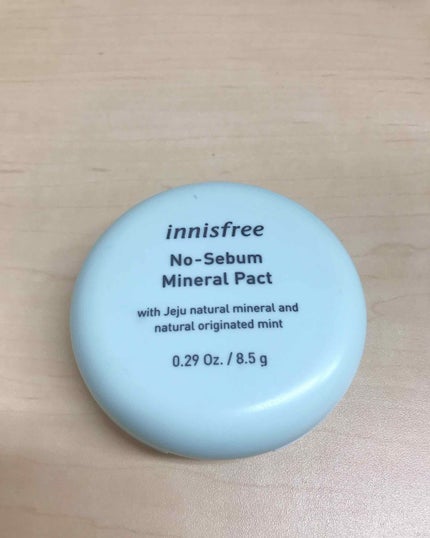 innisfree
No-Sebum
Mineral Pact
with Jeju natural mineral and
natural originated mint
0.29 Oz. / 8.5 g